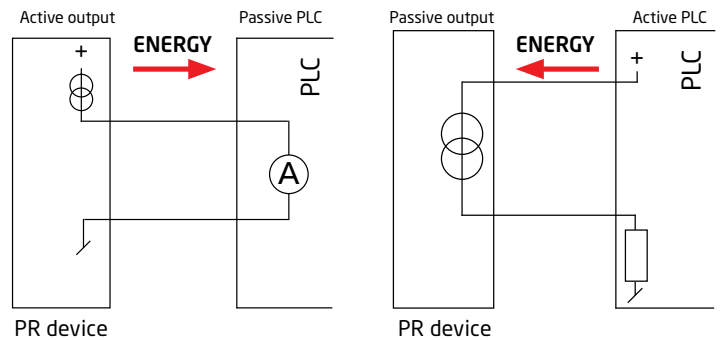 Active output
Passive PLC
+
ENERGY
PLC
A
PR device
Passive output
Active PLC
ENERGY
+
PLC
PR device